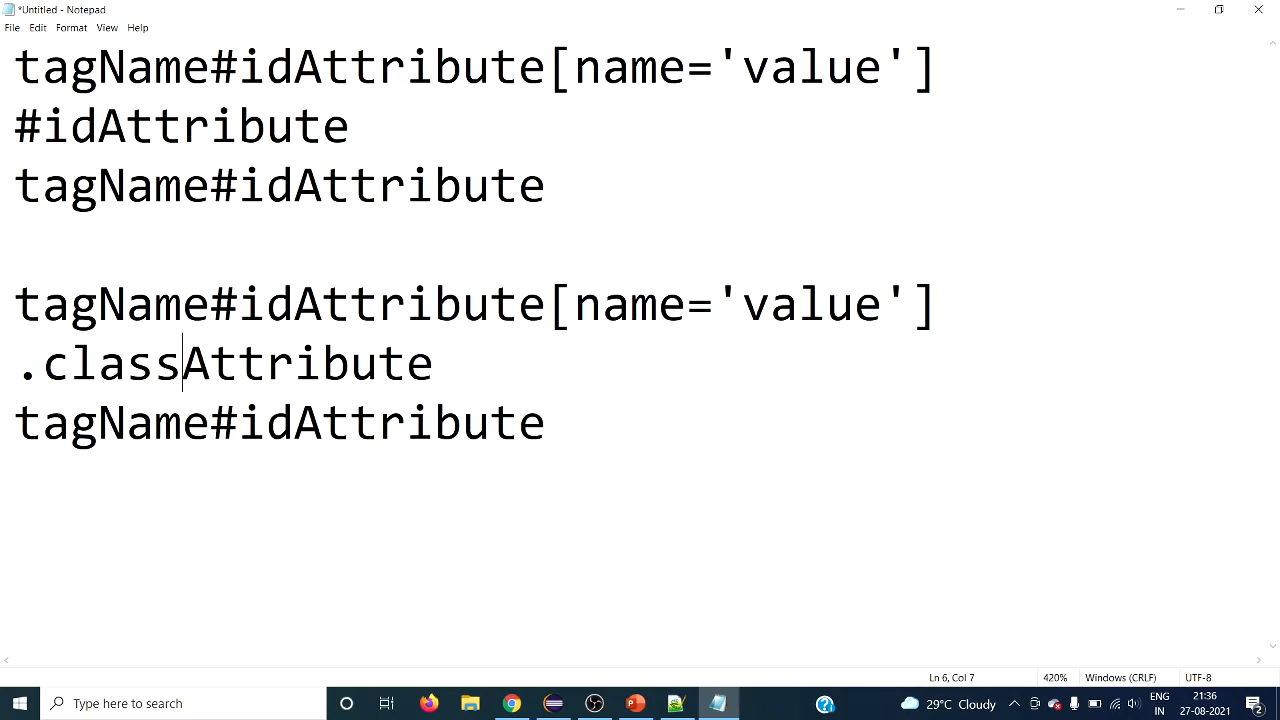 *Untitled - Notepad
File Edit Format View Help
tagName#idAttribute[name='value']
#idAttribute
tagName#idAttribute
tagName#idAttribute[name='value']
.classAttribute
tagName#idAttribute
Ln 6, Col 7 420% Windows (CRLF) UTF-8
Type here to search
29°C Cloudy
ENG
IN
21:36
27-08-2021
2